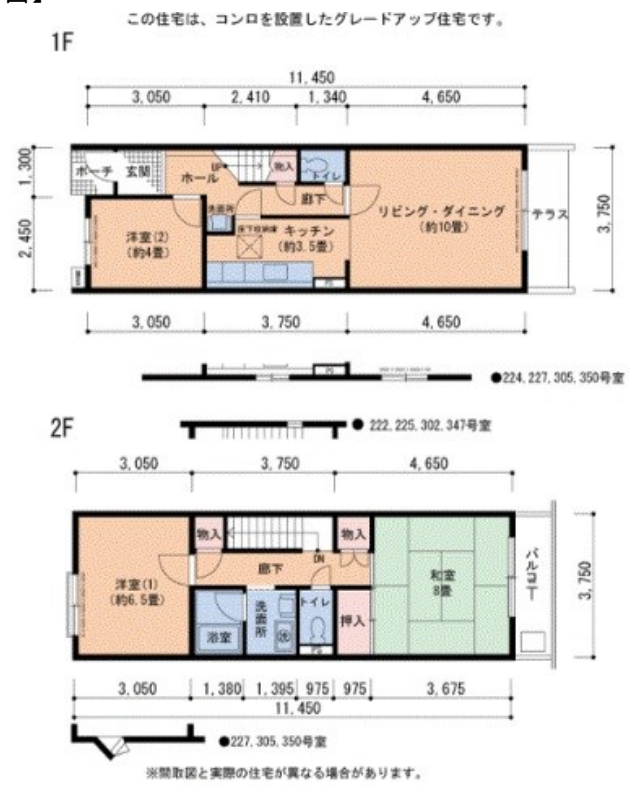 この住宅は、コンロを設置したグレードアップ住宅です。
1F
11,450
3,050 2,410 1,340 4,650
1,300
2,450
3,750
ポーチ 玄関
ホール
UP
物入
トイレ
廊下
洗面所
洋室(2)
(約4畳)
床下収納庫
キッチン
(約3.5畳)
PS
リビング・ダイニング
(約10畳)
テラス
3,050 3,750 4,650
PS
●224,227,305,350号室
2F
●222,225,302,347号室
3,050 3,750 4,650
物入
物入
DN
廊下
洋室(1)
(約6.5畳)
浴室
洗面所
洗
トイレ
PS
押入
和室
8畳
バルコニー
3,750
3,050 1,380 1,395 975 975 3,675
11,450
●227,305,350号室
※間取図と実際の住宅が異なる場合があります。